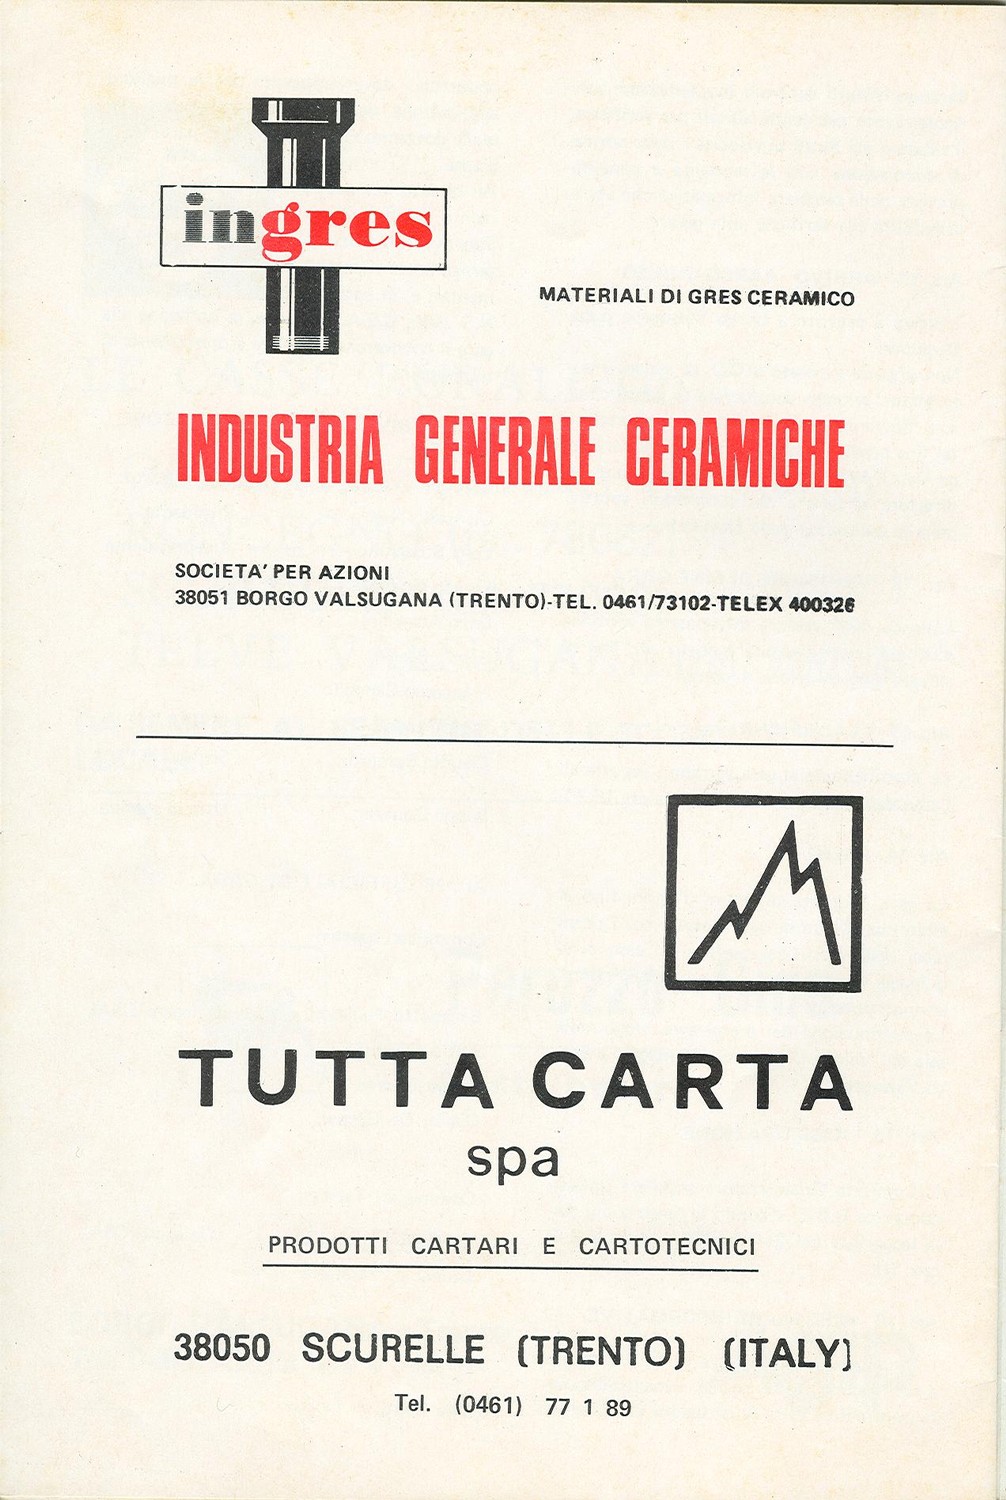 ingres
MATERIALI DI GRES CERAMICO
INDUSTRIA GENERALE CERAMICHE
SOCIETA' PER AZIONI
38051 BORGO VALSUGANA (TRENTO)-TEL. 0461/73102-TELEX 400326
TUTTA CARTA
spa
PRODOTTI CARTARI E CARTOTECNICI
38050 SCURELLE (TRENTO) (ITALY)
Tel. (0461) 77 1 89